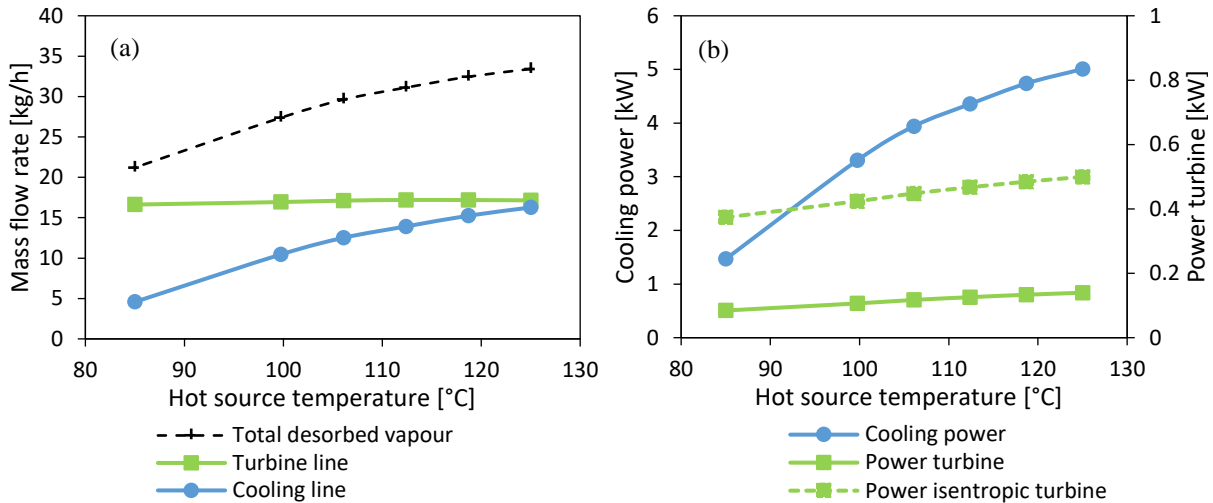 (a)
Mass flow rate [kg/h]
40
35
30
25
20
15
10
5
0
80 90 100 110 120 130
Hot source temperature [°C]
Total desorbed vapour
Turbine line
Cooling line
(b)
Cooling power [kW]
6
5
4
3
2
1
0
Power turbine [kW]
1
0.8
0.6
0.4
0.2
0
80 90 100 110 120 130
Hot source temperature [°C]
Cooling power
Power turbine
Power isentropic turbine